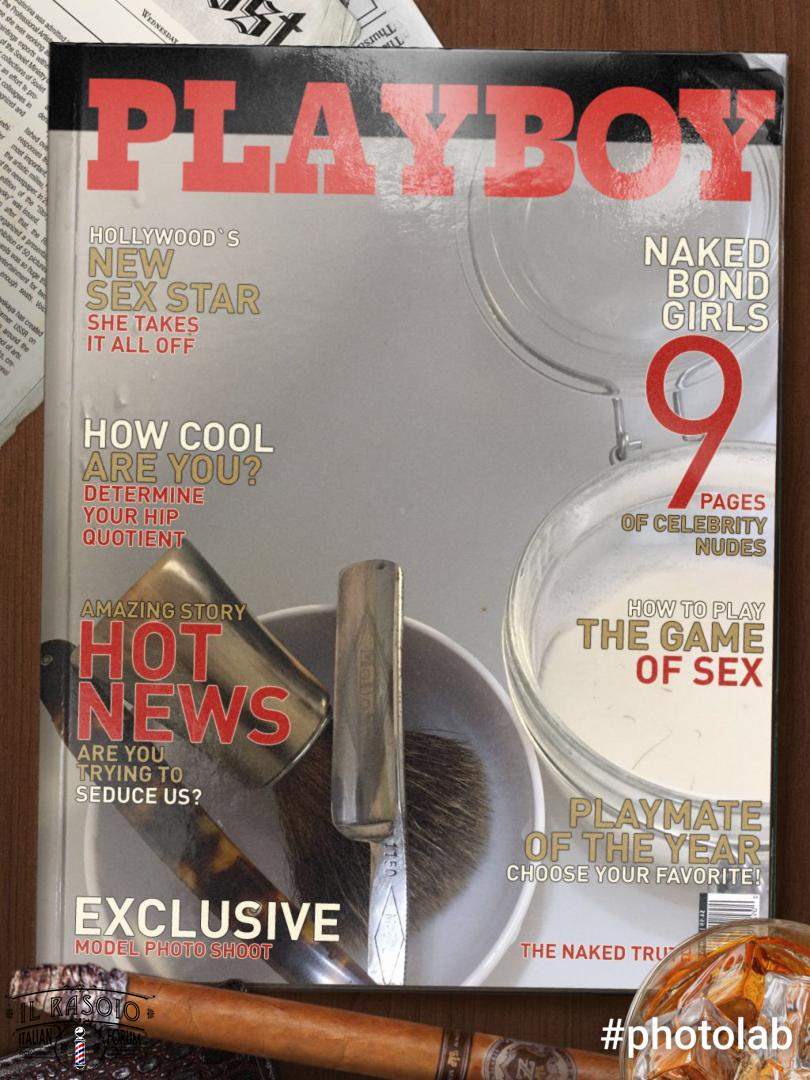 WEDNESDAY
PLAYBOY
HOLLYWOOD`S
NEW
SEX STAR
SHE TAKES
IT ALL OFF
NAKED
BOND
GIRLS
9
PAGES
OF CELEBRITY
NUDES
HOW COOL
ARE YOU?
DETERMINE
YOUR HIP
QUOTIENT
AMAZING STORY
HOT
NEWS
ARE YOU
TRYING TO
SEDUCE US?
HOW TO PLAY
THE GAME
OF SEX
PLAYMATE
OF THE YEAR
CHOOSE YOUR FAVORITE!
EXCLUSIVE
MODEL PHOTO SHOOT
THE NAKED
IL RASOIO
ITALIAN FORUM
#photolab